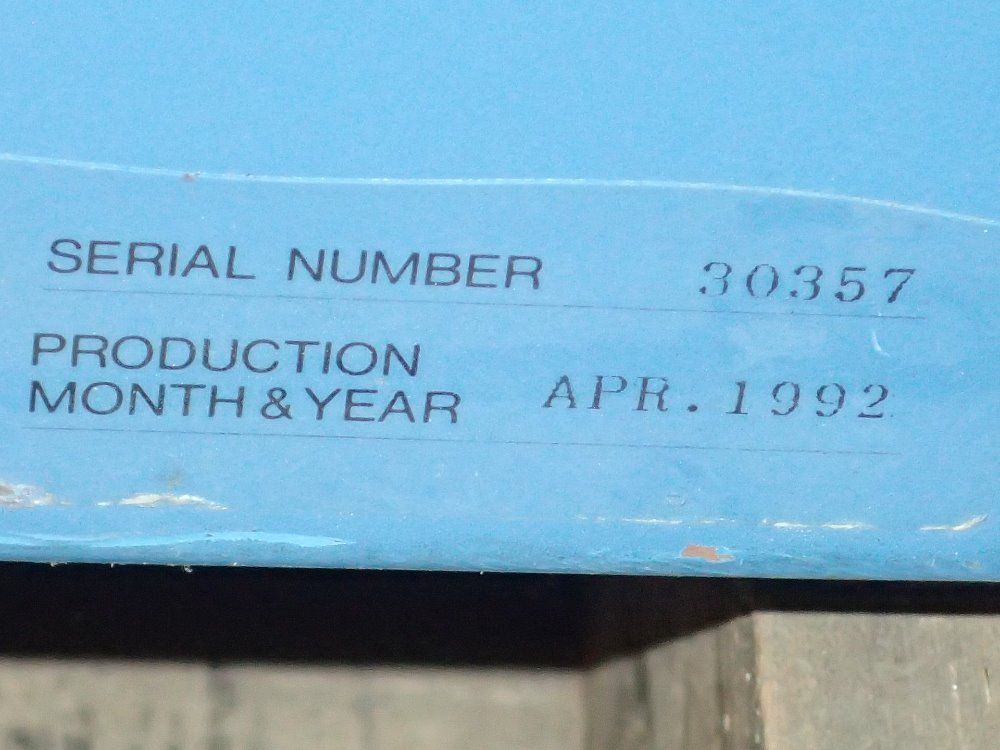 SERIAL NUMBER 30357
PRODUCTION
MONTH & YEAR APR. 1992